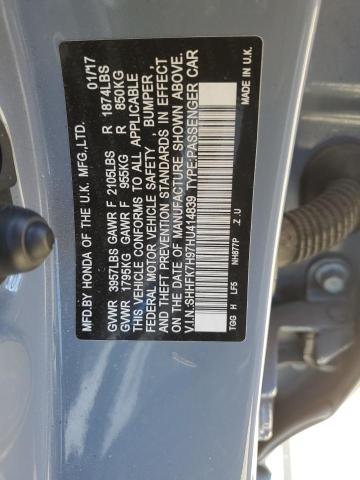 MFD.BY HONDA OF THE U.K. MFG.,LTD. 01/17
GVWR 3957LBS GAWR F 2105LBS R 1874LBS
GVWR 1795KG GAWR F 955KG R 850KG
THIS VEHICLE CONFORMS TO ALL APPLICABLE
FEDERAL MOTOR VEHICLE SAFETY, BUMPER,
AND THEFT PREVENTION STANDARDS IN EFFECT
ON THE DATE OF MANUFACTURE SHOWN ABOVE.
V.I.N.:SHHFK7H97HU414839 TYPE:PASSENGER CAR
TGG H LF5 NH877P Z.U MADE IN U.K.